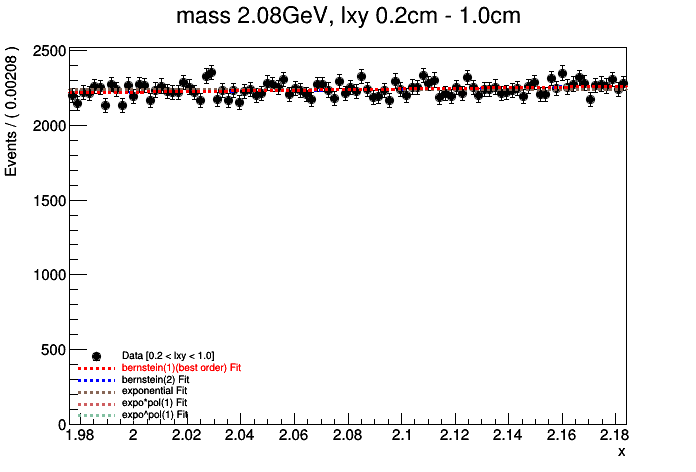 mass 2.08GeV, lxy 0.2cm - 1.0cm
Events / ( 0.00208 )
2500
2000
1500
1000
500
0
Data [0.2 < lxy < 1.0]
bernstein(1)(best order) Fit
bernstein(2) Fit
exponential Fit
expo*pol(1) Fit
expo^pol(1) Fit
1.98 2 2.02 2.04 2.06 2.08 2.1 2.12 2.14 2.16 2.18
x